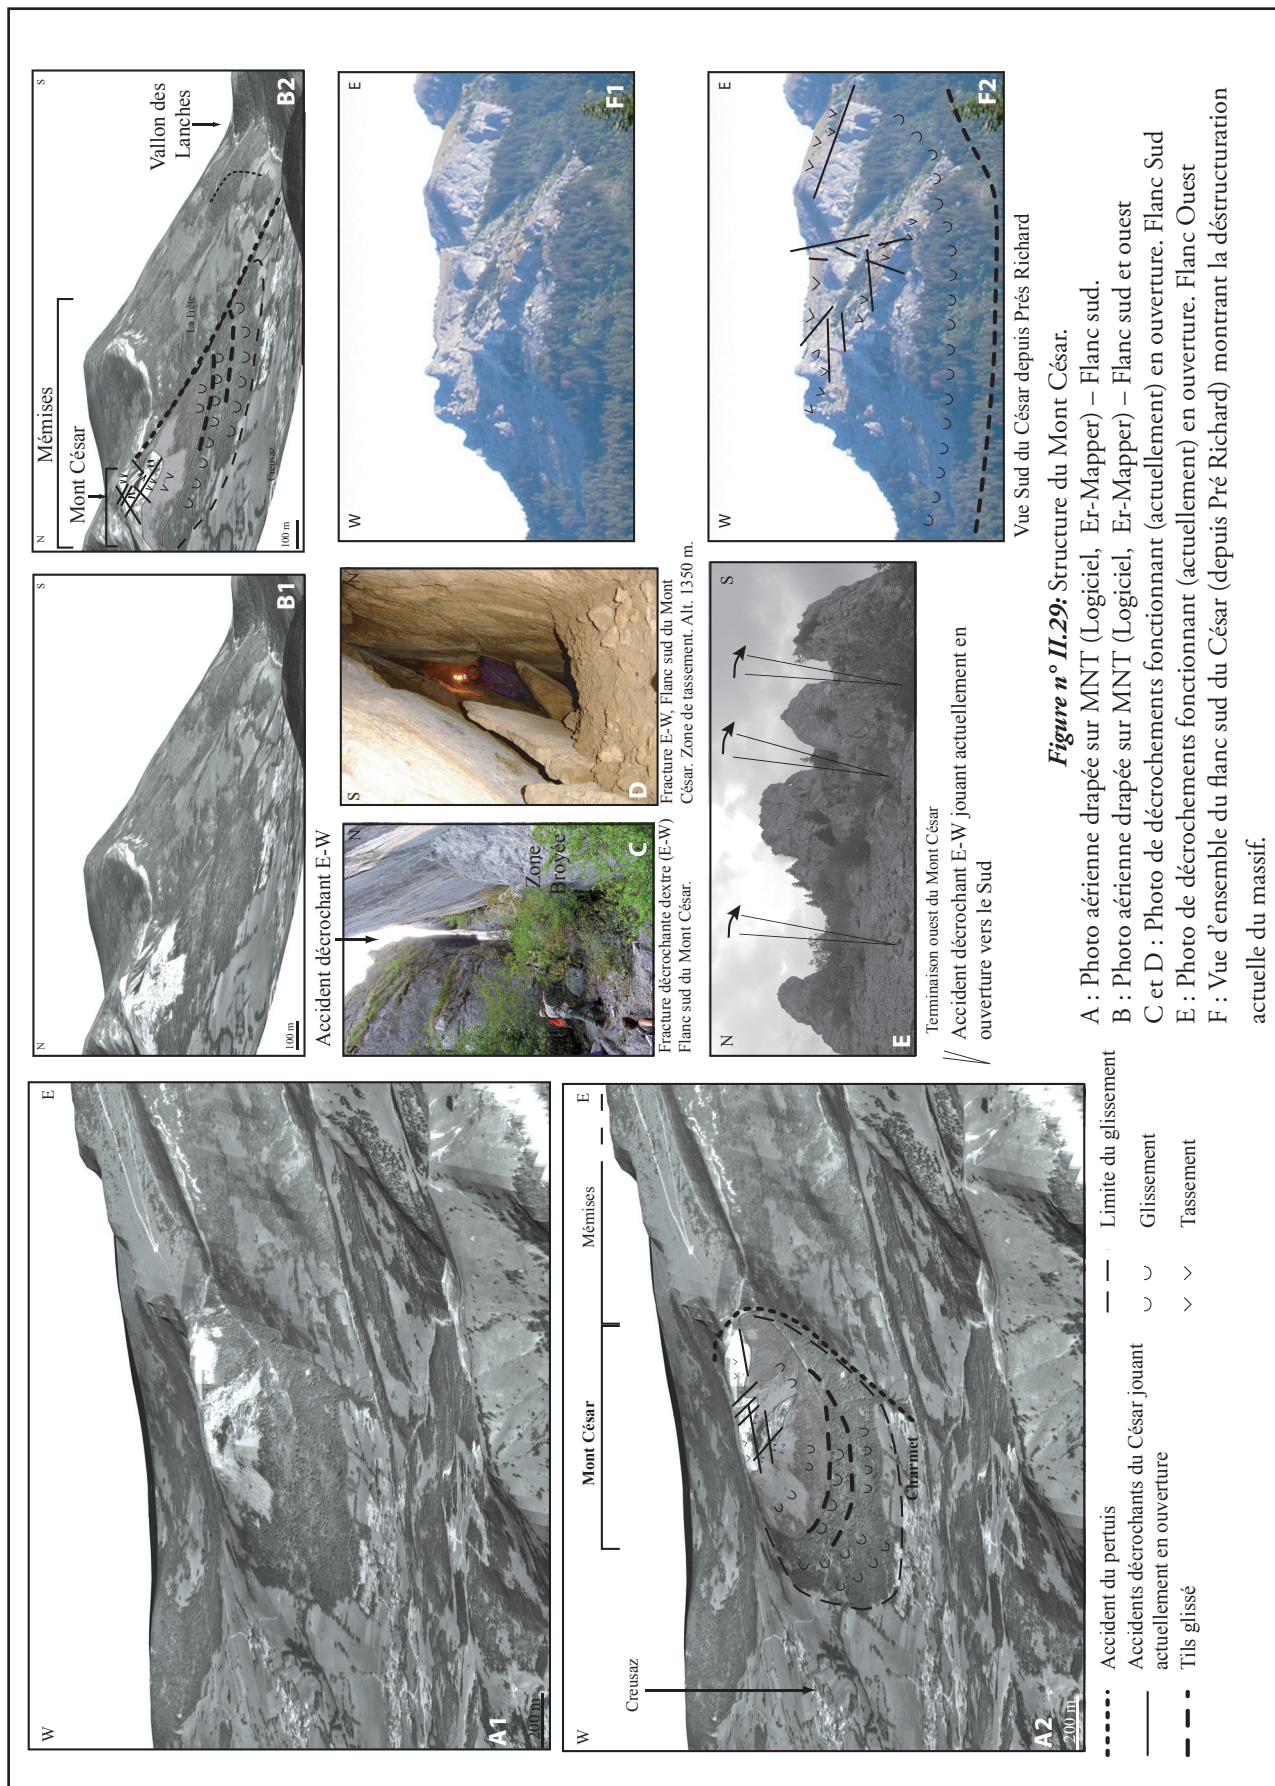 W
E
A1
200 m
Creusaz
W
Mont César
Mémises
E
Charmet
A2
200 m
N
S
B1
100 m
Mémises
Mont César
N
S
Vallon des
Lanches
La Frête
Creusaz
B2
100 m
Accident décrochant E-W
N
Zone
Broyée
C
Fracture décrochante dextre (E-W)
Flanc sud du Mont César.
S
N
D
Fracture E-W, Flanc sud du Mont
César. Zone de tassement. Alt. 1350 m.
N
S
E
Terminaison ouest du Mont César
Accident décrochant E-W jouant actuellement en
ouverture vers le Sud
W
E
F1
W
E
F2
Vue Sud du César depuis Prés Richard
Accident du pertuis
Accidents décrochants du César jouant
actuellement en ouverture
Tils glissé
Limite du glissement
Glissement
Tassement
Figure n° II.29: Structure du Mont César.
A : Photo aérienne drapée sur MNT (Logiciel, Er-Mapper) – Flanc sud.
B : Photo aérienne drapée sur MNT (Logiciel, Er-Mapper) – Flanc sud et ouest
C et D : Photo de décrochements fonctionnant (actuellement) en ouverture. Flanc Sud
E : Photo de décrochements fonctionnant (actuellement) en ouverture. Flanc Ouest
F : Vue d'ensemble du flanc sud du César (depuis Pré Richard) montrant la déstructuration
actuelle du massif.